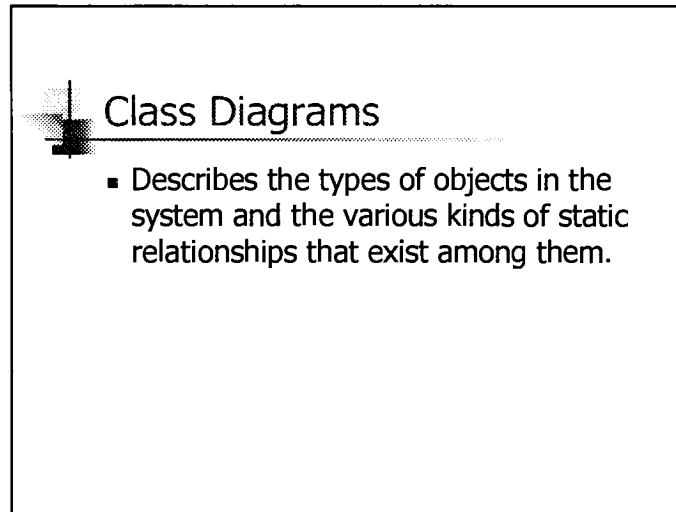 Class Diagrams
▪ Describes the types of objects in the
system and the various kinds of static
relationships that exist among them.